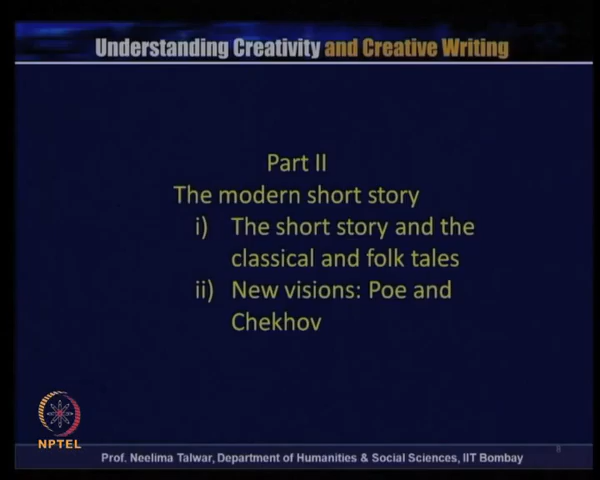 Understanding Creativity and Creative Writing
Part II
The modern short story
i) The short story and the
classical and folk tales
ii) New visions: Poe and
Chekhov
NPTEL
8
Prof. Neelima Talwar, Department of Humanities & Social Sciences, IIT Bombay